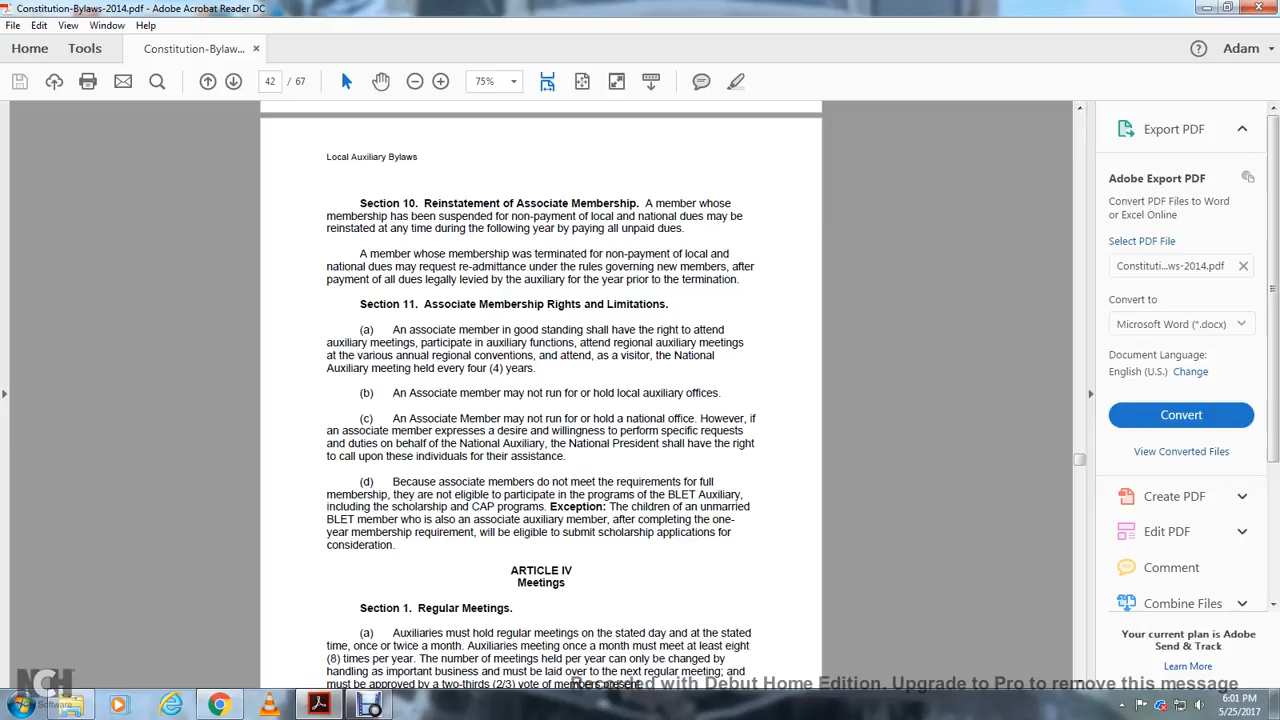 Constitution-Bylaws-2014.pdf - Adobe Acrobat Reader DC
File Edit View Window Help
Home Tools Constitution-Bylaw... × Adam
42 / 67 75%
Local Auxiliary Bylaws
Section 10. Reinstatement of Associate Membership. A member whose
membership has been suspended for non-payment of local and national dues may be
reinstated at any time during the following year by paying all unpaid dues.
A member whose membership was terminated for non-payment of local and
national dues may request re-admittance under the rules governing new members, after
payment of all dues legally levied by the auxiliary for the year prior to the termination.
Section 11. Associate Membership Rights and Limitations.
(a) An associate member in good standing shall have the right to attend
auxiliary meetings, participate in auxiliary functions, attend regional auxiliary meetings
at the various annual regional conventions, and attend, as a visitor, the National
Auxiliary meeting held every four (4) years.
(b) An Associate member may not run for or hold local auxiliary offices.
(c) An Associate Member may not run for or hold a national office. However, if
an associate member expresses a desire and willingness to perform specific requests
and duties on behalf of the National Auxiliary, the National President shall have the right
to call upon these individuals for their assistance.
(d) Because associate members do not meet the requirements for full
membership, they are not eligible to participate in the programs of the BLET Auxiliary,
including the scholarship and CAP programs. Exception: The children of an unmarried
BLET member who is also an associate auxiliary member, after completing the one-
year membership requirement, will be eligible to submit scholarship applications for
consideration.
ARTICLE IV
Meetings
Section 1. Regular Meetings.
(a) Auxiliaries must hold regular meetings on the stated day and at the stated
time, once or twice a month. Auxiliaries meeting once a month must meet at least eight
(8) times per year. The number of meetings held per year can only be changed by
handling as important business and must be laid over to the next regular meeting; and
must be approved by a two-thirds (2/3) vote of members present.
Export PDF
Adobe Export PDF
Convert PDF Files to Word
or Excel Online
Select PDF File
Constituti...ws-2014.pdf
Convert to
Microsoft Word (*.docx)
Document Language:
English (U.S.) Change
Convert
View Converted Files
Create PDF
Edit PDF
Comment
Combine Files
Your current plan is Adobe
Send & Track
Learn More
NCH Software
Recorded with Debut Home Edition. Upgrade to Pro to remove this message
6:01 PM
5/25/2017